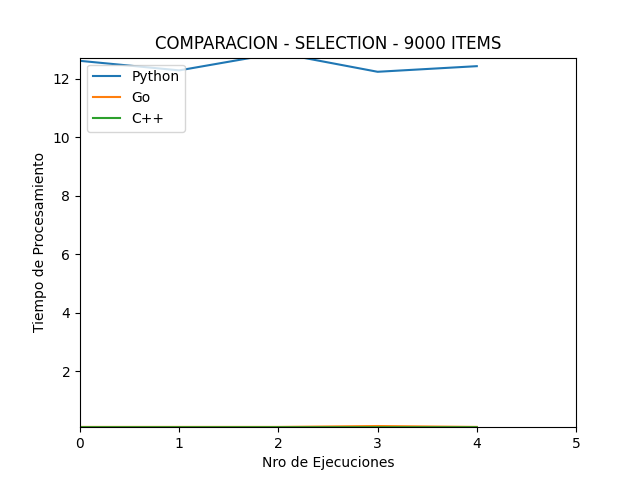 COMPARACION - SELECTION - 9000 ITEMS
Python
Go
C++
12
10
8
6
4
2
Tiempo de Procesamiento
0 1 2 3 4 5
Nro de Ejecuciones